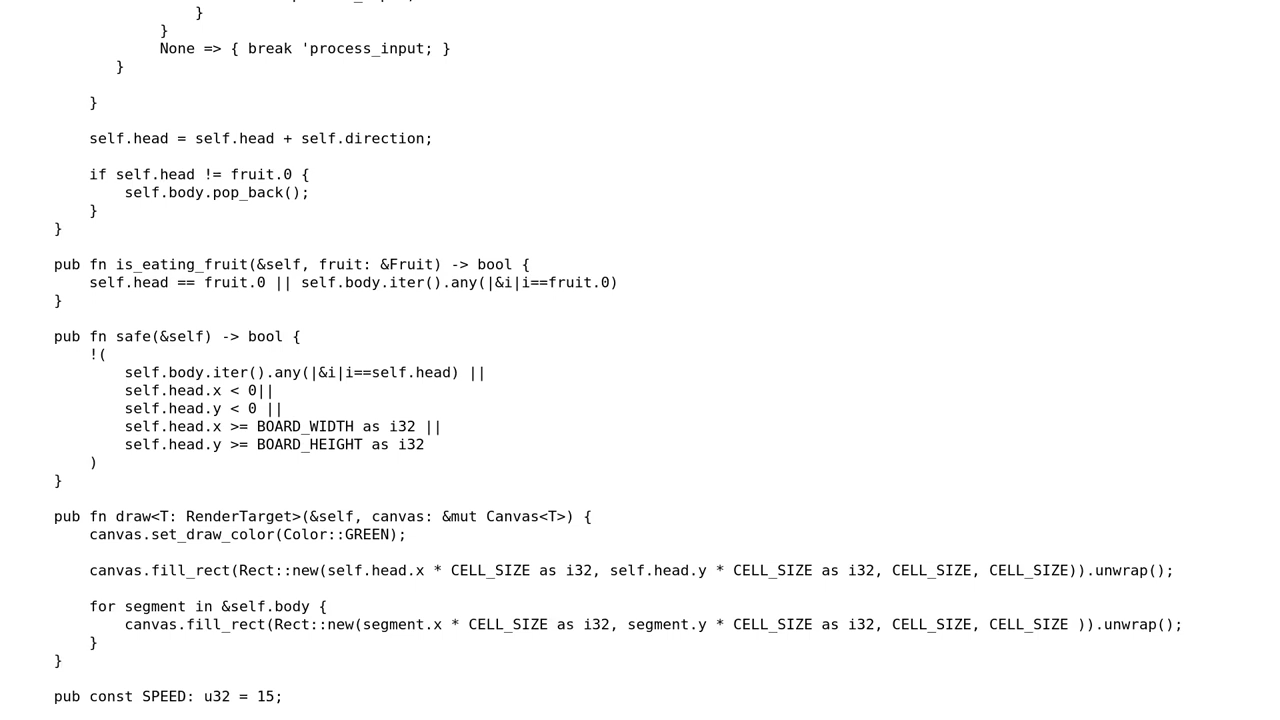 }
}
None => { break 'process_input; }
}
}
self.head = self.head + self.direction;
if self.head != fruit.0 {
self.body.pop_back();
}
}
pub fn is_eating_fruit(&self, fruit: &Fruit) -> bool {
self.head == fruit.0 || self.body.iter().any(|&i|i==fruit.0)
}
pub fn safe(&self) -> bool {
!(
self.body.iter().any(|&i|i==self.head) ||
self.head.x < 0||
self.head.y < 0 ||
self.head.x >= BOARD_WIDTH as i32 ||
self.head.y >= BOARD_HEIGHT as i32
)
}
pub fn draw<T: RenderTarget>(&self, canvas: &mut Canvas<T>) {
canvas.set_draw_color(Color::GREEN);
canvas.fill_rect(Rect::new(self.head.x * CELL_SIZE as i32, self.head.y * CELL_SIZE as i32, CELL_SIZE, CELL_SIZE)).unwrap();
for segment in &self.body {
canvas.fill_rect(Rect::new(segment.x * CELL_SIZE as i32, segment.y * CELL_SIZE as i32, CELL_SIZE, CELL_SIZE )).unwrap();
}
}
pub const SPEED: u32 = 15;